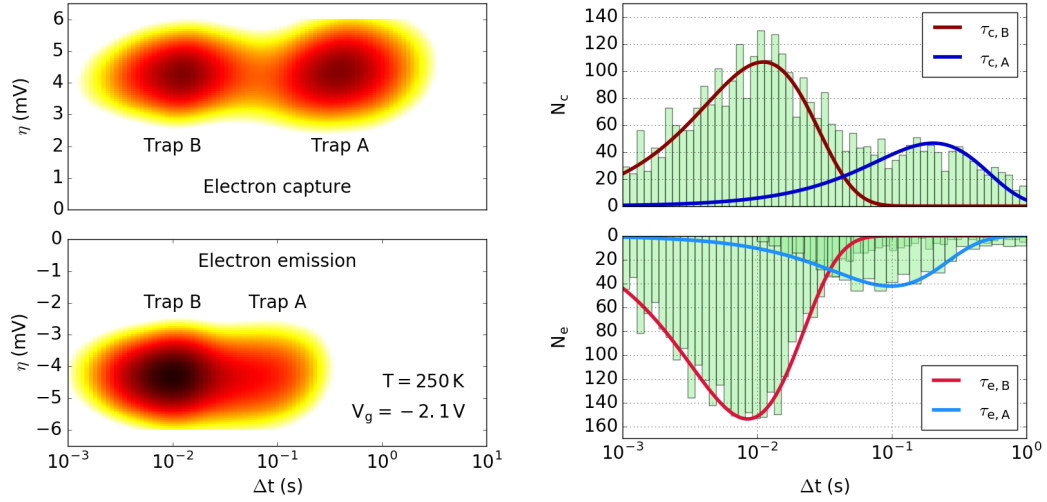 6
5
4
3
2
1
0
η (mV)
Trap B
Trap A
Electron capture
0
−1
−2
−3
−4
−5
−6
η (mV)
Electron emission
Trap B
Trap A
T = 250 K
V_g = −2.1 V
10^−3
10^−2
10^−1
10^0
10^1
Δt (s)
140
120
100
80
60
40
20
0
N_c
τ_c, B
τ_c, A
0
20
40
60
80
100
120
140
160
N_e
τ_e, B
τ_e, A
10^−3
10^−2
10^−1
10^0
Δt (s)